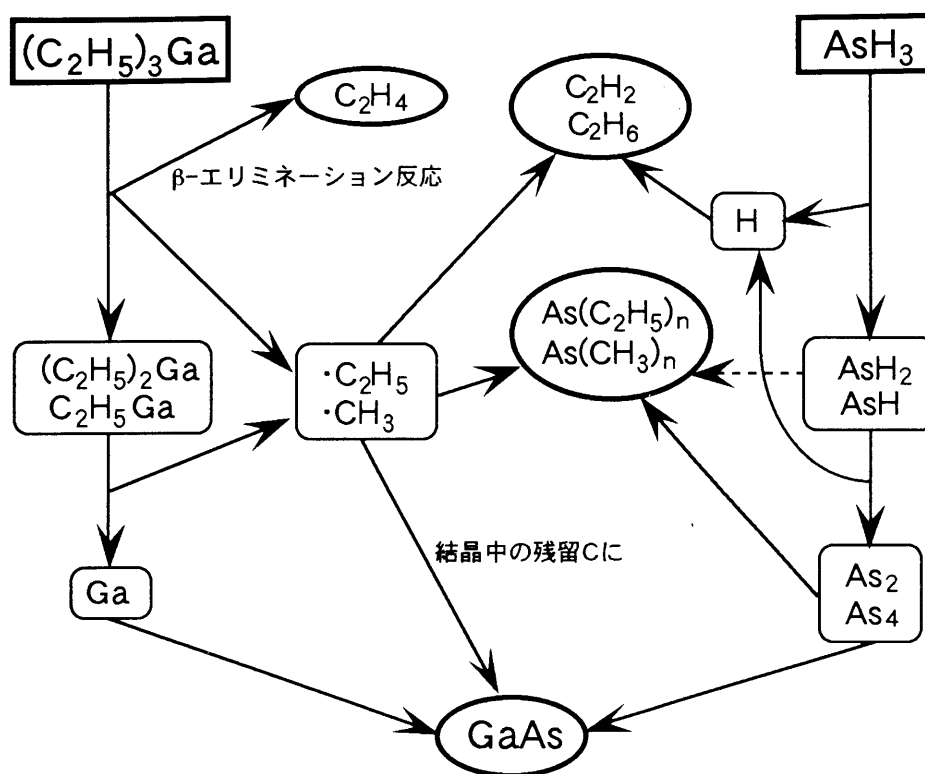 (C₂H₅)₃Ga
AsH₃
C₂H₄
C₂H₂
C₂H₆
β-エリミネーション反応
H
As(C₂H₅)ₙ
As(CH₃)ₙ
(C₂H₅)₂Ga
C₂H₅Ga
·C₂H₅
·CH₃
AsH₂
AsH
結晶中の残留Cに
Ga
As₂
As₄
GaAs